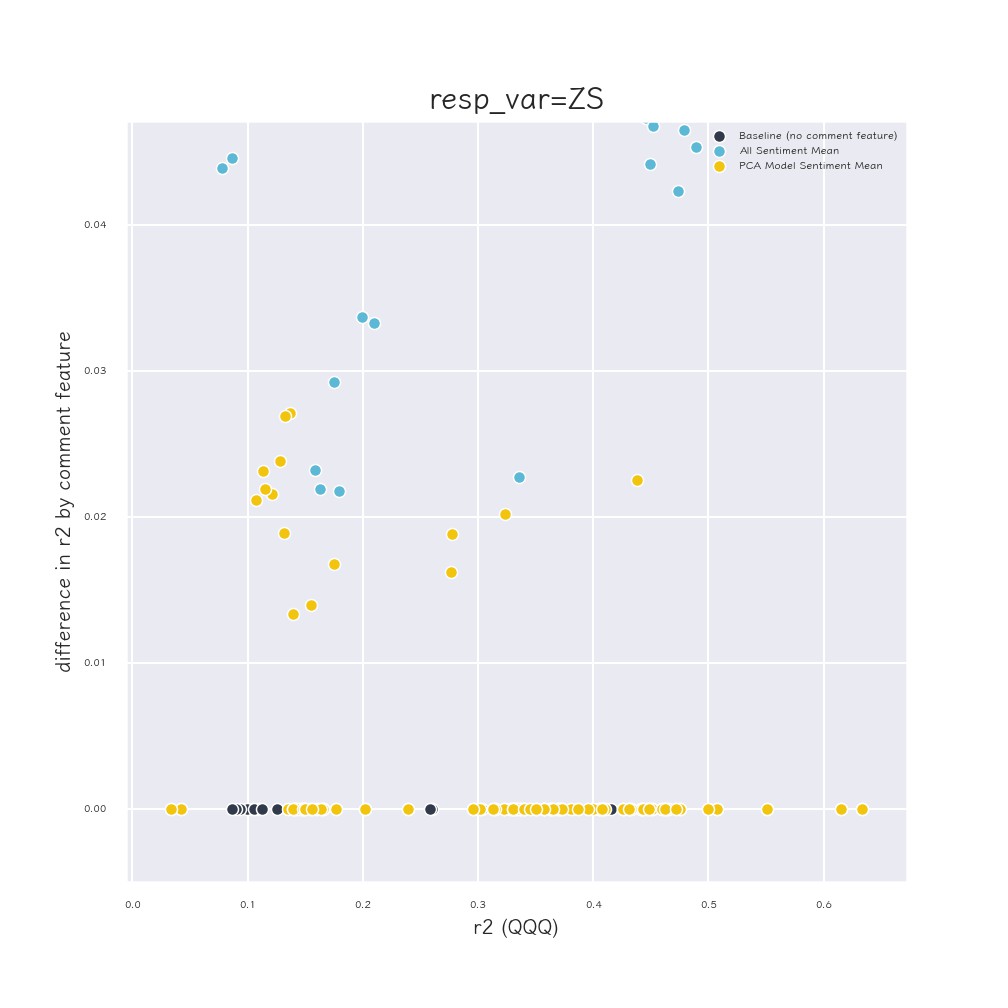 resp_var=ZS
Baseline (no comment feature)
All Sentiment Mean
PCA Model Sentiment Mean
difference in r2 by comment feature
0.04
0.03
0.02
0.01
0.00
0.0 0.1 0.2 0.3 0.4 0.5 0.6
r2 (QQQ)